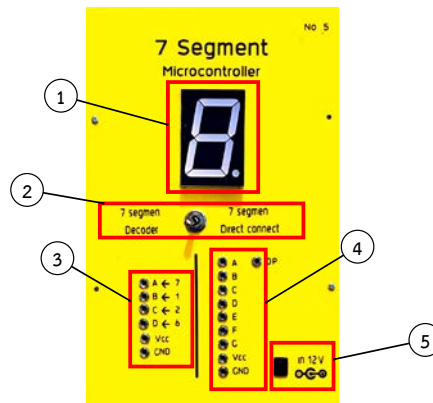 No 5
7 Segment
Microcontroller
1
2
7 segmen
Decoder
7 segmen
Direct connect
3
A ← 7
B ← 1
C ← 2
D ← 6
Vcc
GND
4
A
DP
B
C
D
E
F
G
Vcc
GND
5
in 12V